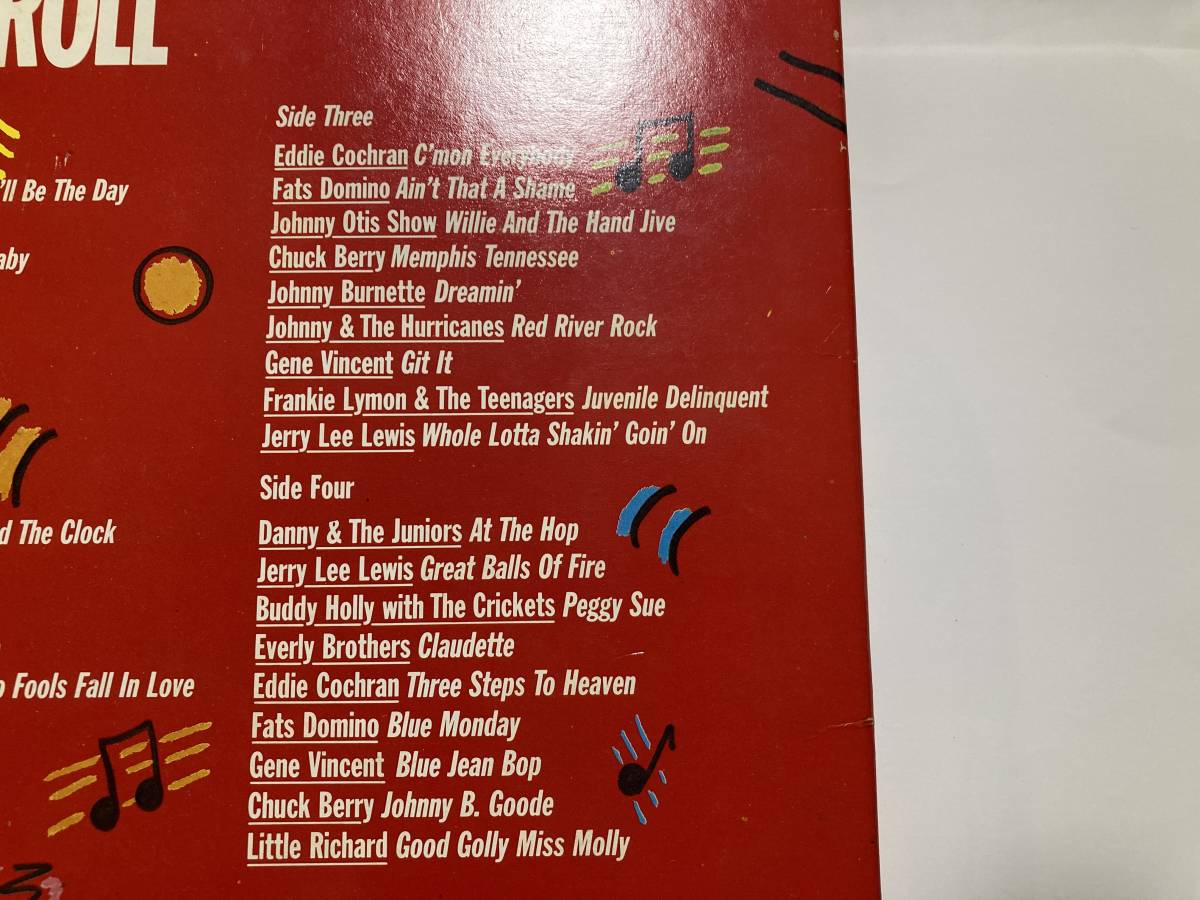 ROLL
'll Be The Day
aby
d The Clock
o Fools Fall In Love
Side Three
Eddie Cochran C'mon Everybody
Fats Domino Ain't That A Shame
Johnny Otis Show Willie And The Hand Jive
Chuck Berry Memphis Tennessee
Johnny Burnette Dreamin'
Johnny & The Hurricanes Red River Rock
Gene Vincent Git It
Frankie Lymon & The Teenagers Juvenile Delinquent
Jerry Lee Lewis Whole Lotta Shakin' Goin' On
Side Four
Danny & The Juniors At The Hop
Jerry Lee Lewis Great Balls Of Fire
Buddy Holly with The Crickets Peggy Sue
Everly Brothers Claudette
Eddie Cochran Three Steps To Heaven
Fats Domino Blue Monday
Gene Vincent Blue Jean Bop
Chuck Berry Johnny B. Goode
Little Richard Good Golly Miss Molly